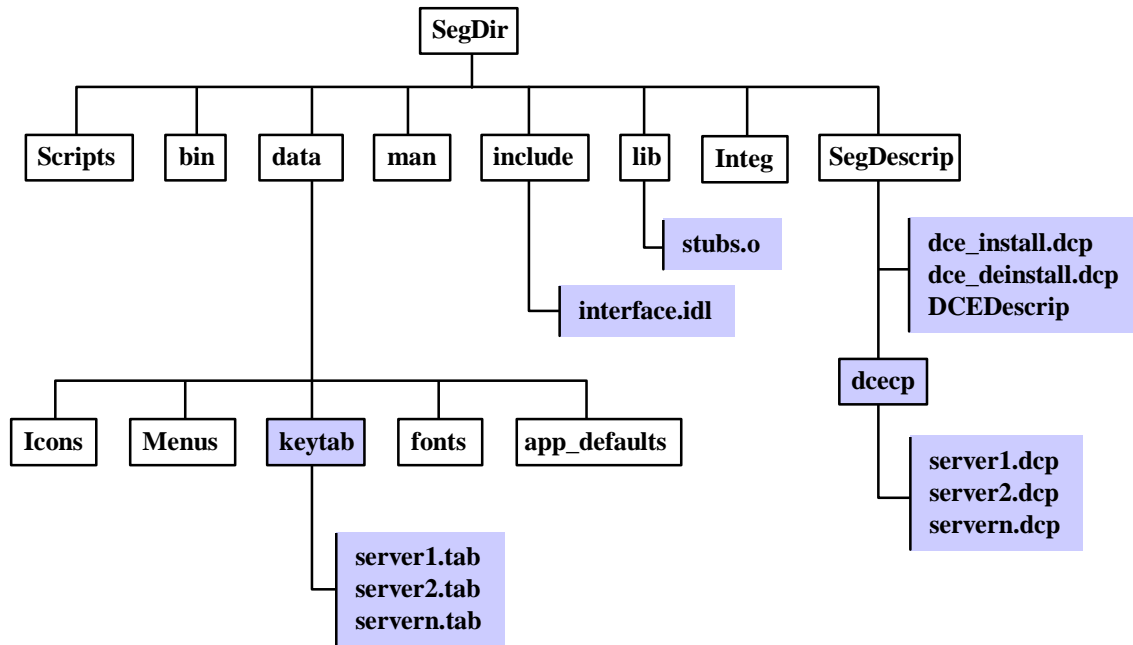 SegDir
Scripts
bin
data
man
include
lib
Integ
SegDescrip
stubs.o
dce_install.dcp
dce_deinstall.dcp
DCEDescrip
interface.idl
dcecp
Icons
Menus
keytab
fonts
app_defaults
server1.dcp
server2.dcp
servern.dcp
server1.tab
server2.tab
servern.tab